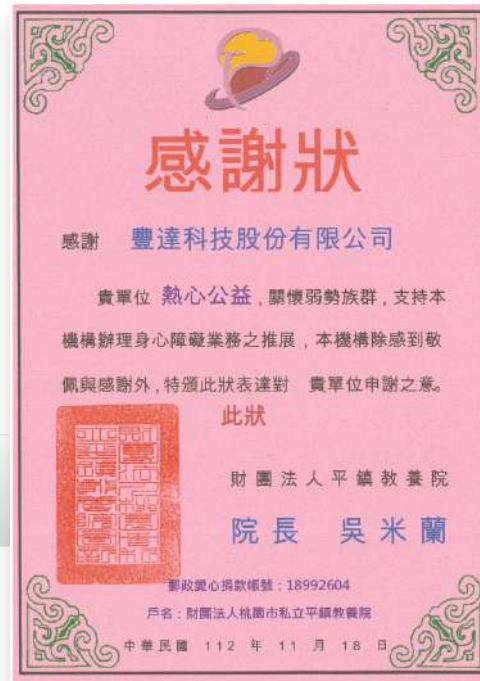 感謝狀
感謝 豐達科技股份有限公司
貴單位 熱心公益，關懷弱勢族群，支持本
機構辦理身心障礙業務之推展，本機構除感到敬
佩與感謝外，特頒此狀表達對 貴單位申謝之意。
此狀
財團法人平鎮教養院
院長 吳米蘭
郵政愛心捐款帳號：18992604
戶名：財團法人桃園市私立平鎮教養院
中華民國 112 年 11 月 18 日